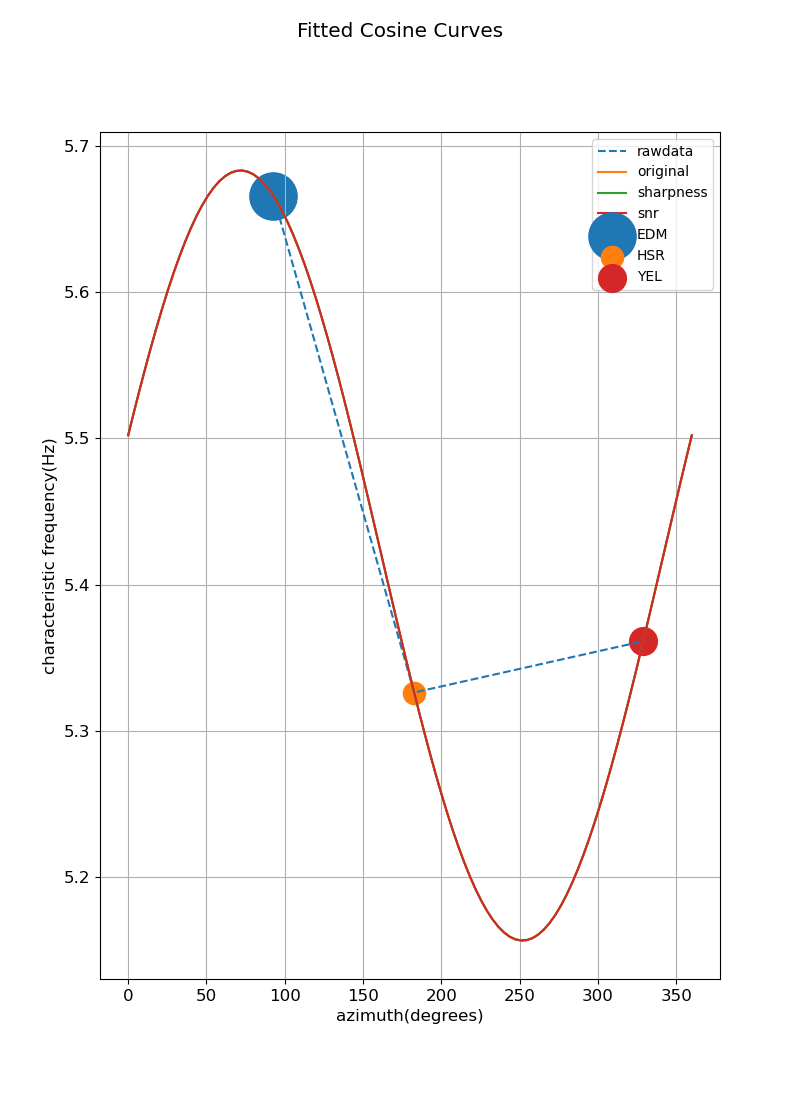 Fitted Cosine Curves
5.7
5.6
5.5
5.4
5.3
5.2
characteristic frequency(Hz)
rawdata
original
sharpness
snr
EDM
HSR
YEL
0 50 100 150 200 250 300 350
azimuth(degrees)